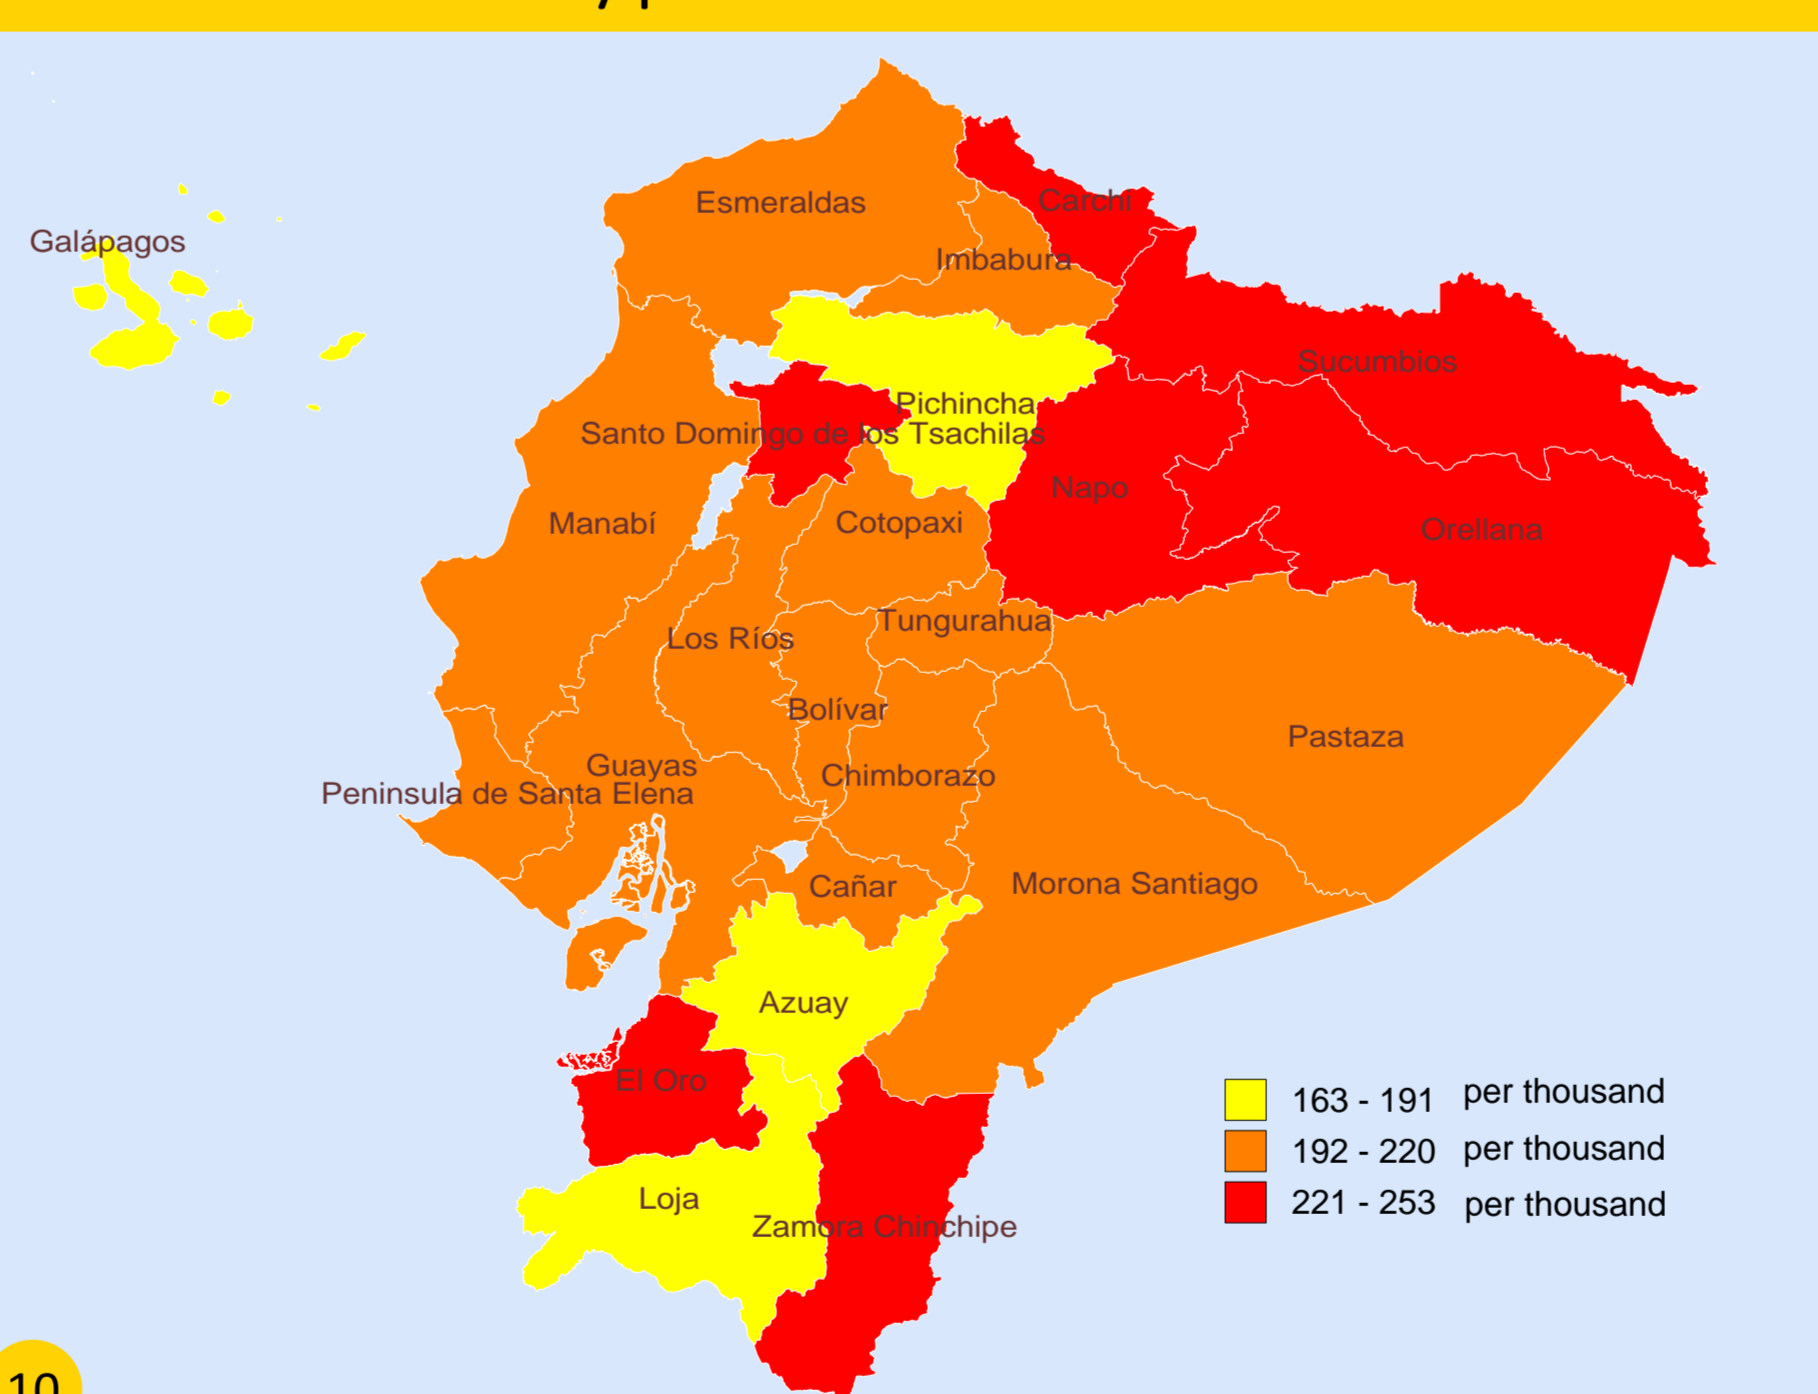 Esmeraldas
Carchi
Galápagos
Imbabura
Sucumbios
Pichincha
Santo Domingo de los Tsachilas
Napo
Manabí
Cotopaxi
Orellana
Tungurahua
Los Ríos
Bolívar
Pastaza
Guayas
Chimborazo
Peninsula de Santa Elena
Cañar
Morona Santiago
Azuay
El Oro
163 - 191 per thousand
192 - 220 per thousand
221 - 253 per thousand
Loja
Zamora Chinchipe
10